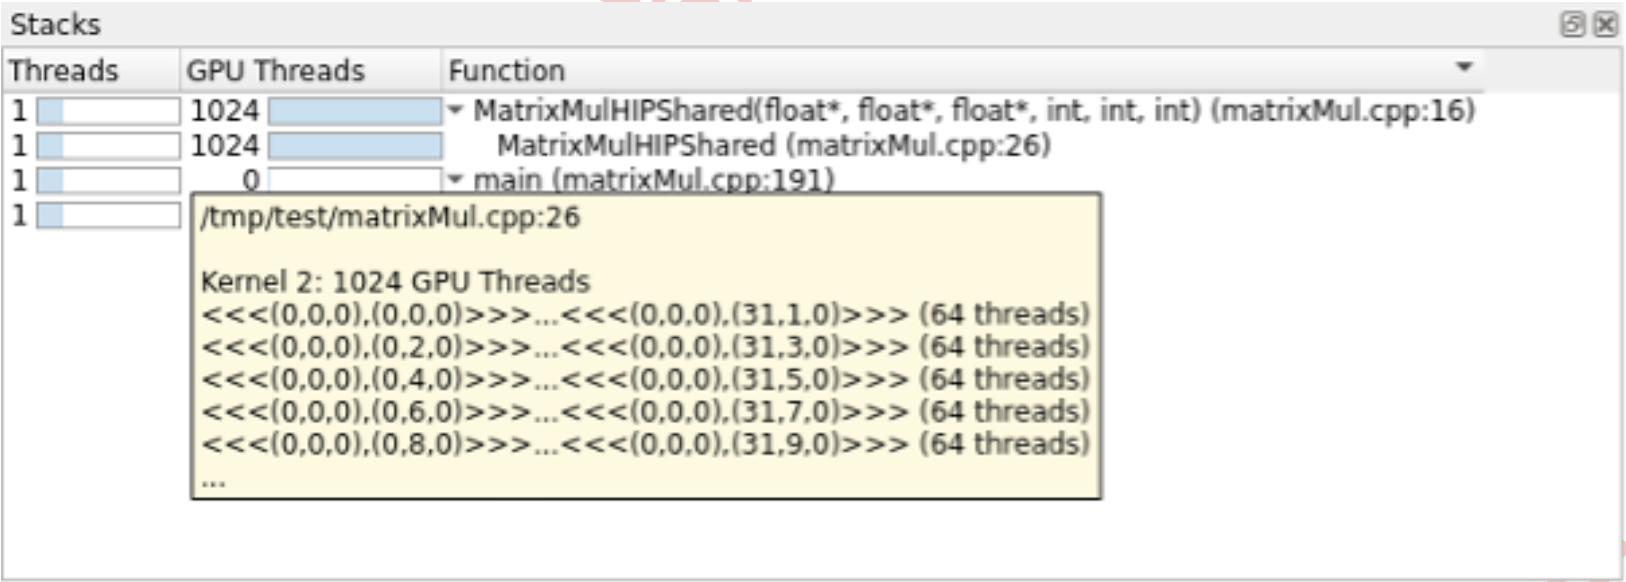 Stacks
Threads GPU Threads Function
1 1024 MatrixMulHIPShared(float*, float*, float*, int, int, int) (matrixMul.cpp:16)
1 1024 MatrixMulHIPShared (matrixMul.cpp:26)
1 0 main (matrixMul.cpp:191)
1
/tmp/test/matrixMul.cpp:26
Kernel 2: 1024 GPU Threads
<<<(0,0,0),(0,0,0)>>>...<<<(0,0,0),(31,1,0)>>> (64 threads)
<<<(0,0,0),(0,2,0)>>>...<<<(0,0,0),(31,3,0)>>> (64 threads)
<<<(0,0,0),(0,4,0)>>>...<<<(0,0,0),(31,5,0)>>> (64 threads)
<<<(0,0,0),(0,6,0)>>>...<<<(0,0,0),(31,7,0)>>> (64 threads)
<<<(0,0,0),(0,8,0)>>>...<<<(0,0,0),(31,9,0)>>> (64 threads)
...